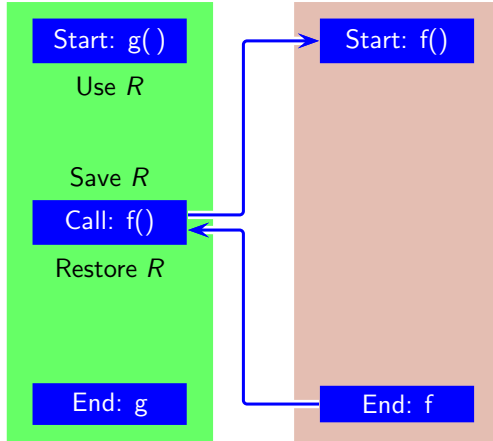 Start: g()
Use R
Save R
Call: f()
Restore R
End: g
Start: f()
End: f